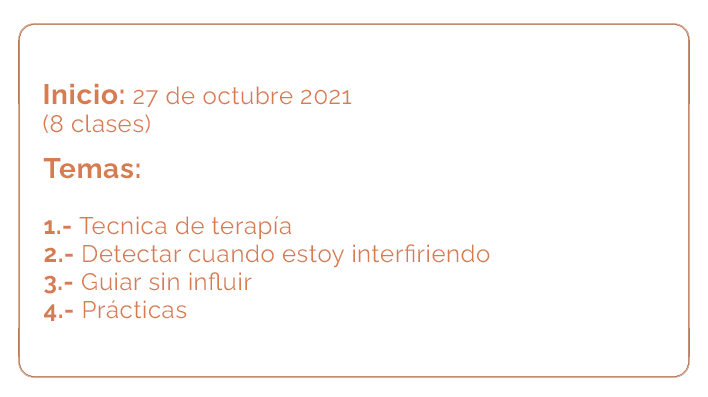 Inicio: 27 de octubre 2021
(8 clases)
Temas:
1.- Tecnica de terapía
2.- Detectar cuando estoy interfiriendo
3.- Guiar sin influir
4.- Prácticas